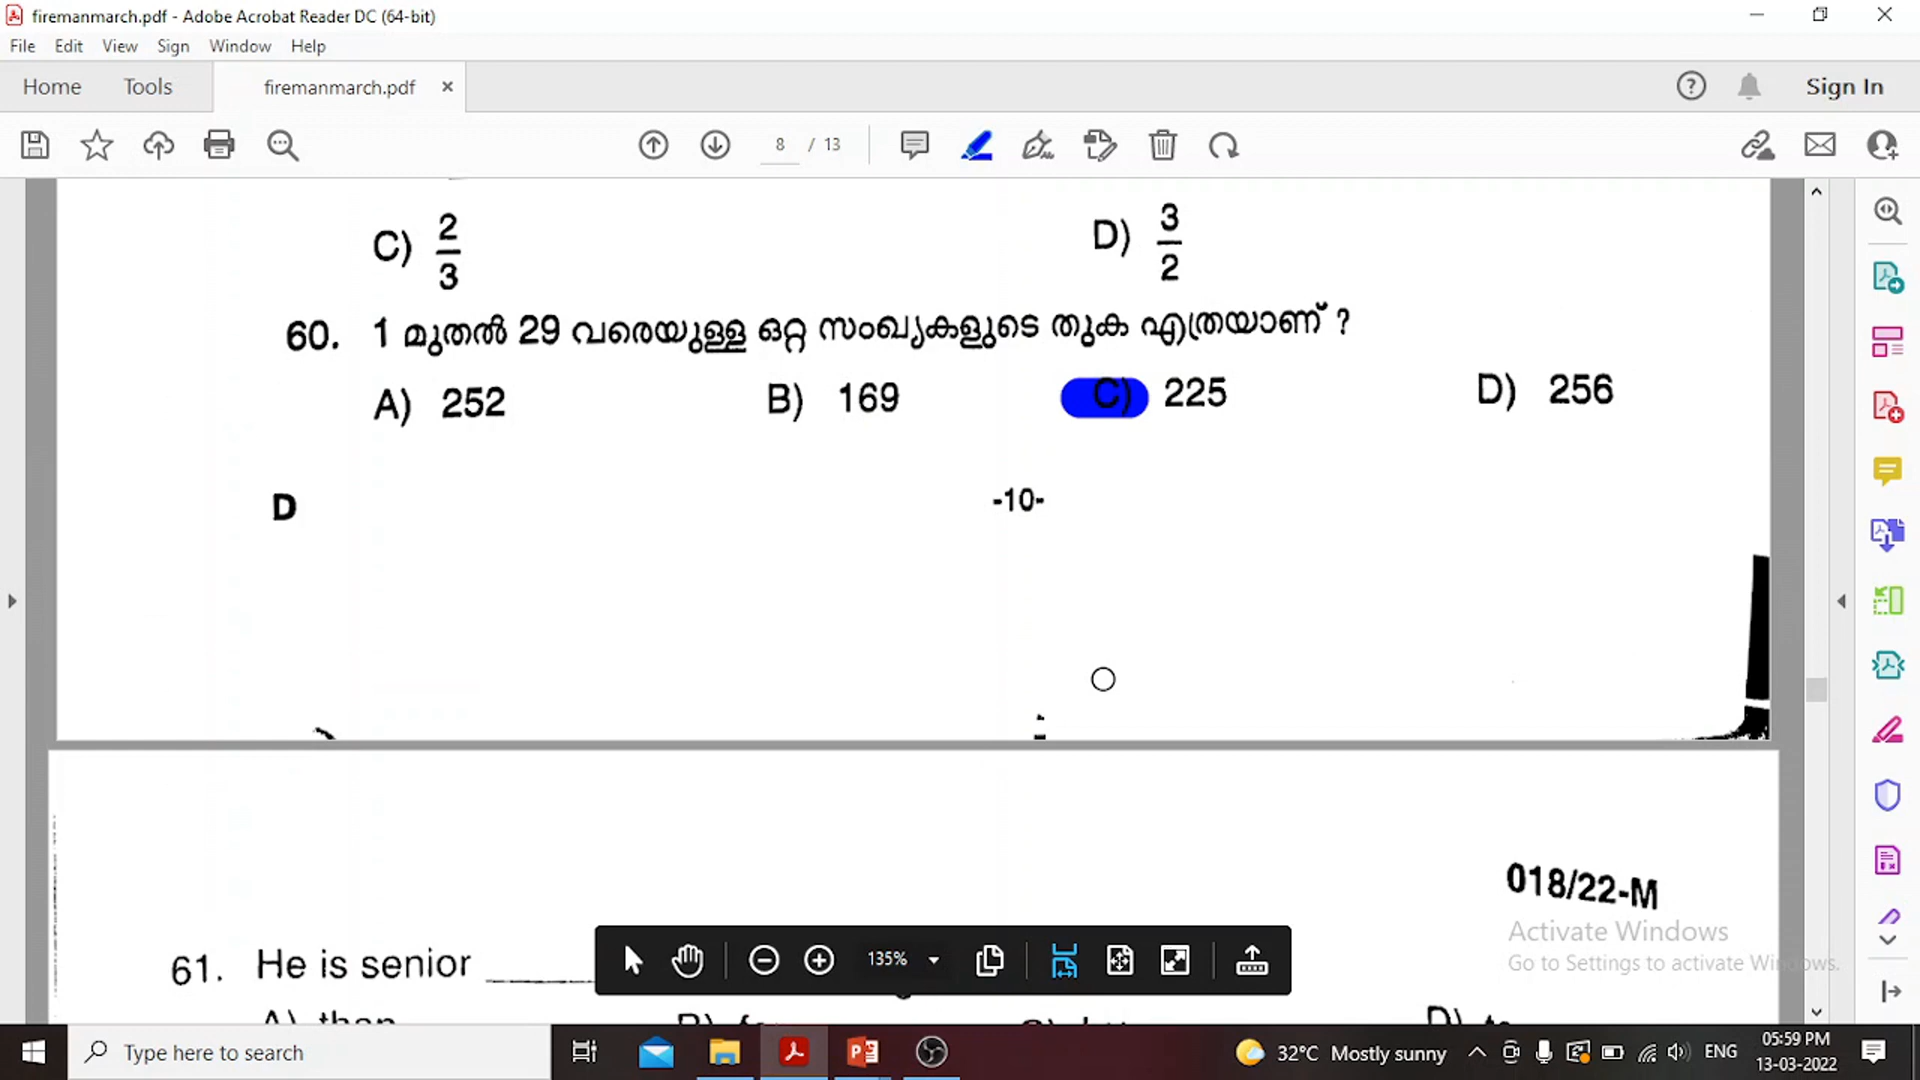 firemanmarch.pdf - Adobe Acrobat Reader DC (64-bit)
File Edit View Sign Window Help
Home Tools firemanmarch.pdf × Sign In
8 / 13
C) 2/3 D) 3/2
60. 1 മുതൽ 29 വരെയുള്ള ഒറ്റ സംഖ്യകളുടെ തുക എത്രയാണ് ?
A) 252 B) 169 C) 225 D) 256
D -10-
018/22-M
Activate Windows
Go to Settings to activate Windows.
61. He is senior
135%
A) than
Type here to search
32°C Mostly sunny ENG 05:59 PM
13-03-2022